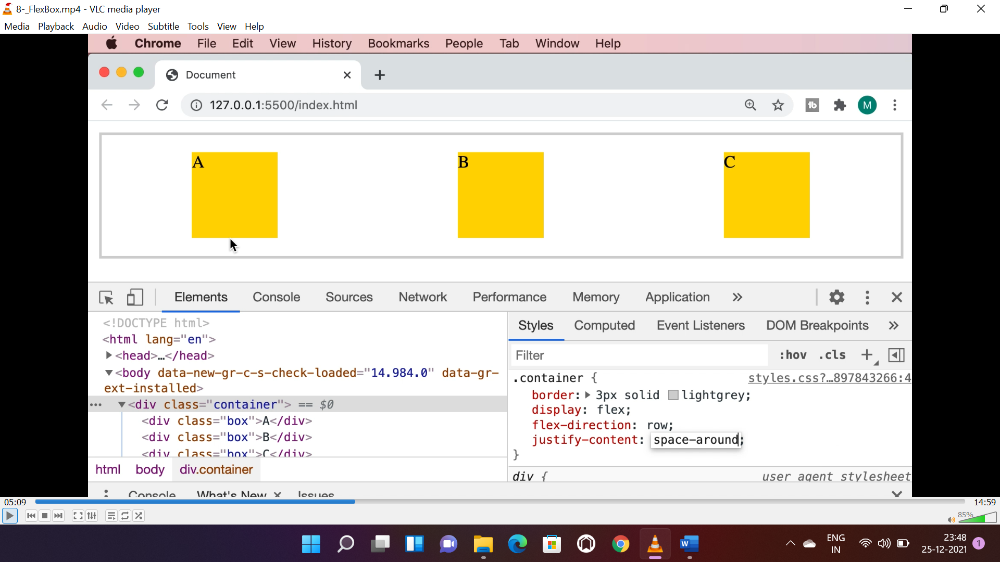 8-_FlexBox.mp4 - VLC media player
Media Playback Audio Video Subtitle Tools View Help
Chrome File Edit View History Bookmarks People Tab Window Help
Document
127.0.0.1:5500/index.html
M
A B C
Elements Console Sources Network Performance Memory Application
<!DOCTYPE html>
<html lang="en">
<head>…</head>
<body data-new-gr-c-s-check-loaded="14.984.0" data-gr-
ext-installed>
<div class="container"> == $0
<div class="box">A</div>
<div class="box">B</div>
<div class="box">C</div>
html body div.container
Styles Computed Event Listeners DOM Breakpoints
Filter :hov .cls
.container { styles.css?…897843266:4
border: 3px solid lightgrey;
display: flex;
flex-direction: row;
justify-content: space-around;
}
div { user agent stylesheet
Console What's New Issues
05:09 14:59
85%
ENG
IN
23:48
25-12-2021
1